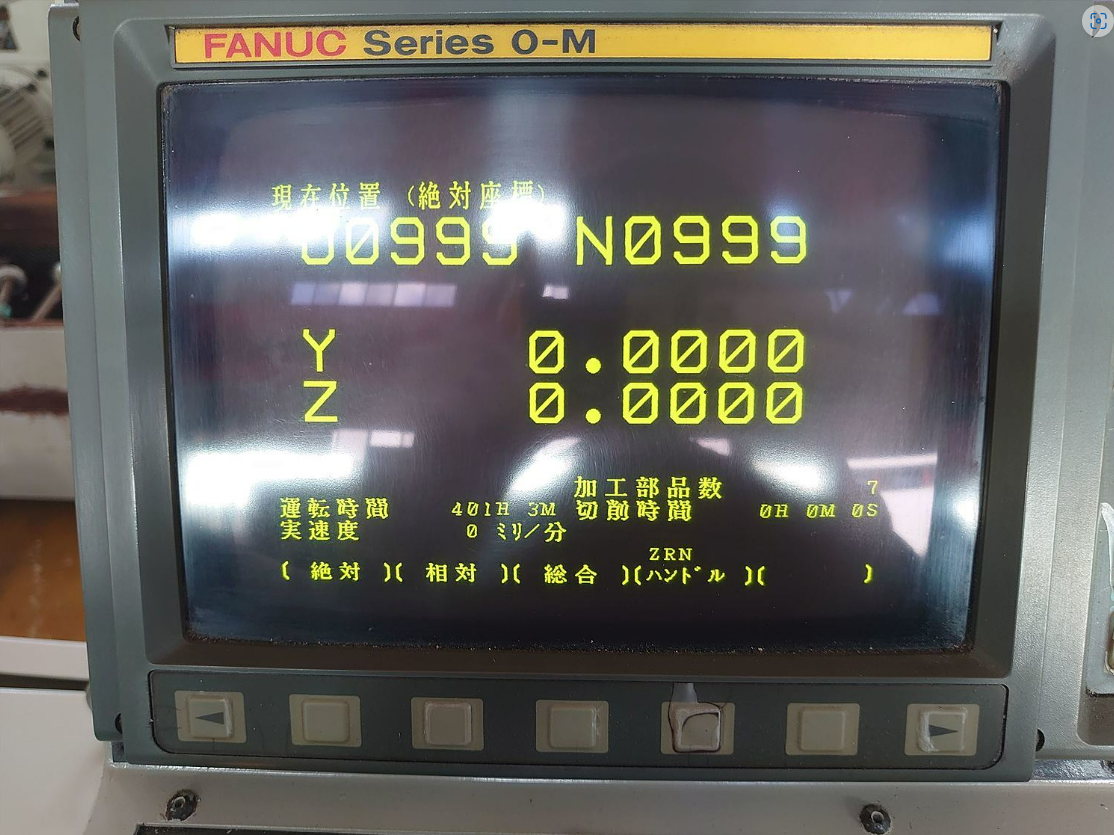 FANUC Series O-M
現在位置 (絶対座標)
O0999 N0999
Y 0.0000
Z 0.0000
加工部品数 7
運転時間 401H 3M 切削時間 0H 0M 0S
実速度 0 ミリ/分
ZRN
( 絶対 )( 相対 )( 総合 )(ハンドル )( )